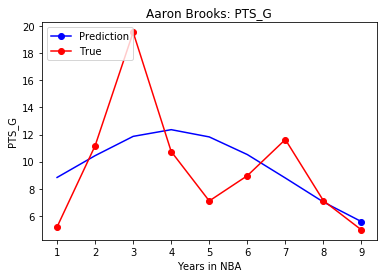 Aaron Brooks: PTS_G
Prediction
True
20
18
16
14
12
10
8
6
PTS_G
1 2 3 4 5 6 7 8 9
Years in NBA